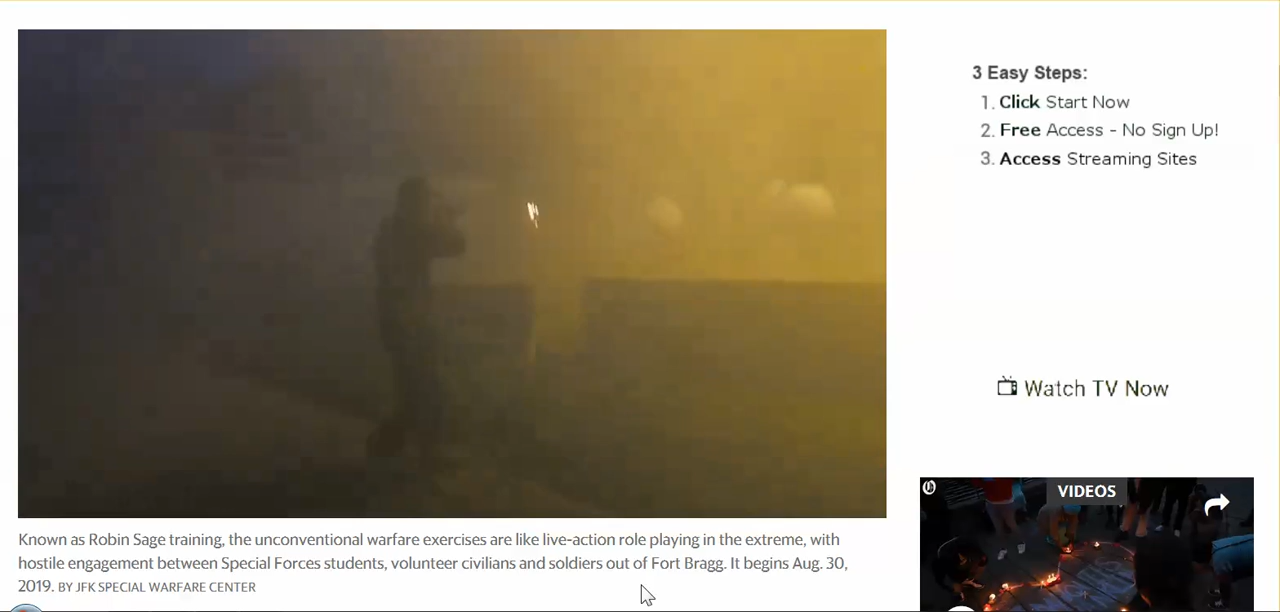 3 Easy Steps:
1. Click Start Now
2. Free Access - No Sign Up!
3. Access Streaming Sites
Watch TV Now
VIDEOS
Known as Robin Sage training, the unconventional warfare exercises are like live-action role playing in the extreme, with
hostile engagement between Special Forces students, volunteer civilians and soldiers out of Fort Bragg. It begins Aug. 30,
2019. BY JFK SPECIAL WARFARE CENTER